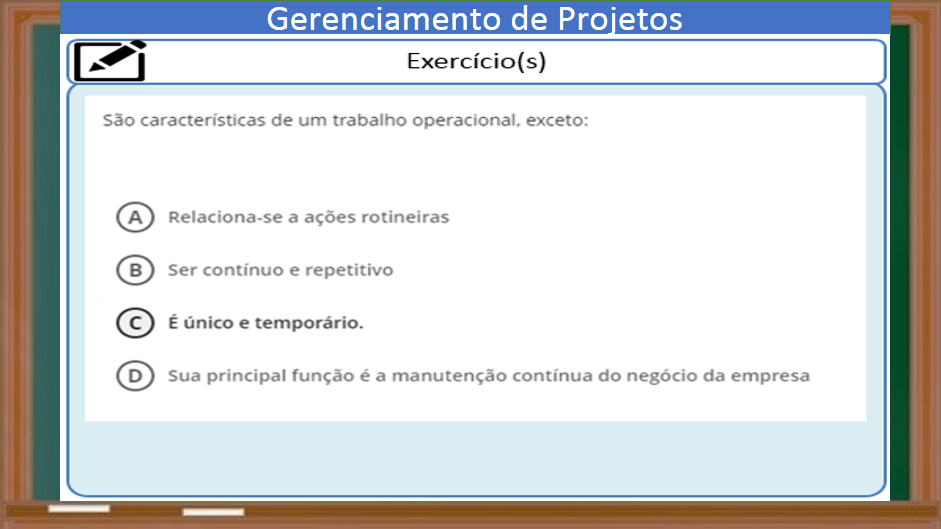 Gerenciamento de Projetos
Exercício(s)
São características de um trabalho operacional, exceto:
A Relaciona-se a ações rotineiras
B Ser contínuo e repetitivo
C É único e temporário.
D Sua principal função é a manutenção contínua do negócio da empresa